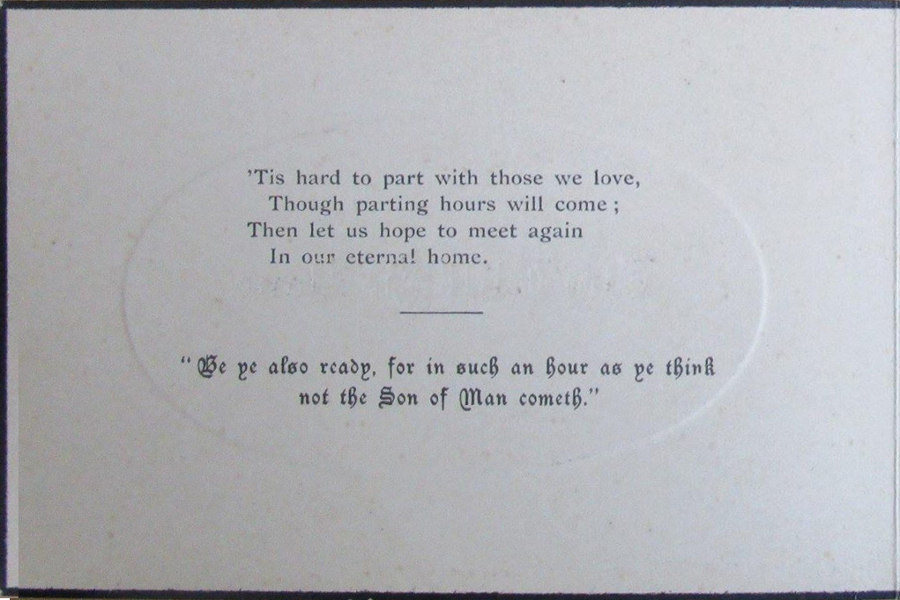 'Tis hard to part with those we love,
Though parting hours will come ;
Then let us hope to meet again
In our eternal home.
“ Be ye also ready, for in such an hour as ye think
not the Son of Man cometh.”